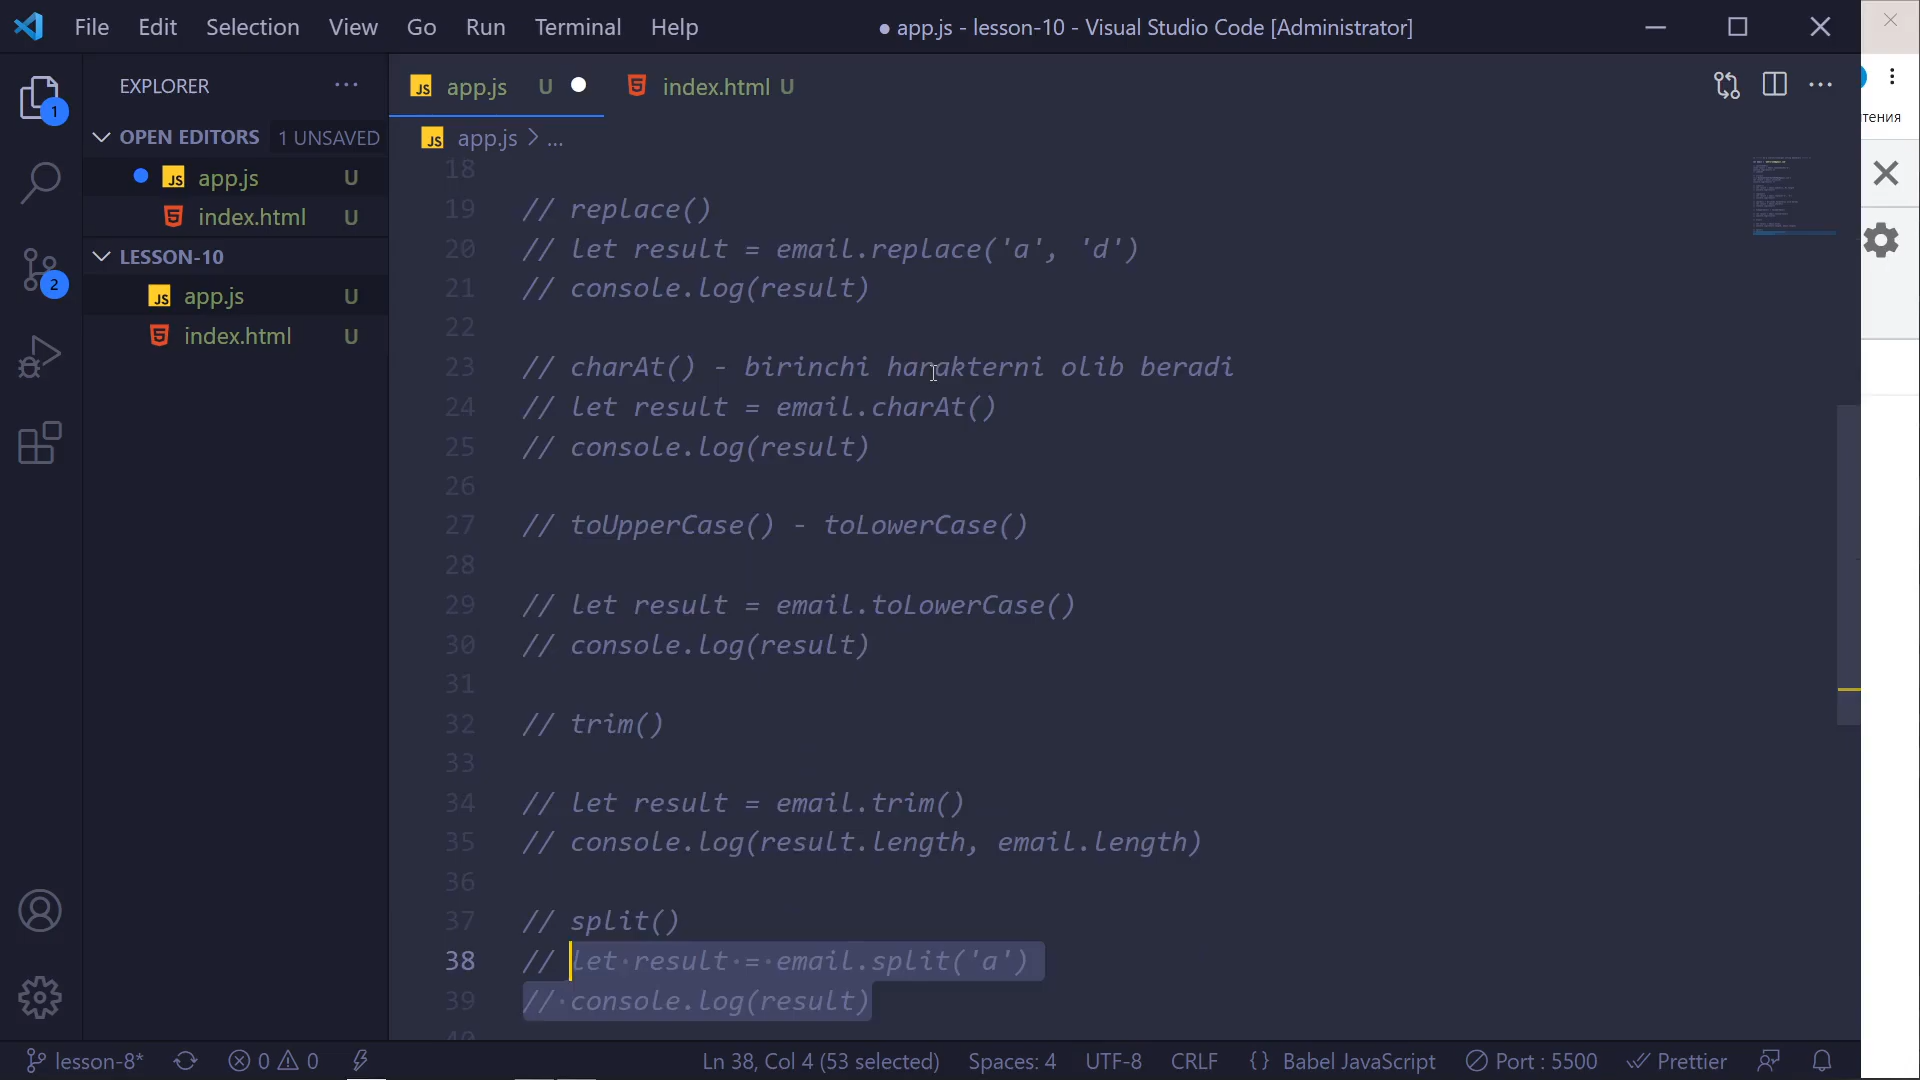 File Edit Selection View Go Run Terminal Help
● app.js - lesson-10 - Visual Studio Code [Administrator]
EXPLORER
1
OPEN EDITORS 1 UNSAVED
app.js U
index.html U
LESSON-10
app.js U
index.html U
2
app.js U
index.html U
app.js > ...
18
19 // replace()
20 // let result = email.replace('a', 'd')
21 // console.log(result)
22
23 // charAt() - birinchi harakterni olib beradi
24 // let result = email.charAt()
25 // console.log(result)
26
27 // toUpperCase() - toLowerCase()
28
29 // let result = email.toLowerCase()
30 // console.log(result)
31
32 // trim()
33
34 // let result = email.trim()
35 // console.log(result.length, email.length)
36
37 // split()
38 // let result = email.split('a')
39 // console.log(result)
40
тения
lesson-8* 0 0 Ln 38, Col 4 (53 selected) Spaces: 4 UTF-8 CRLF {} Babel JavaScript Port : 5500 Prettier